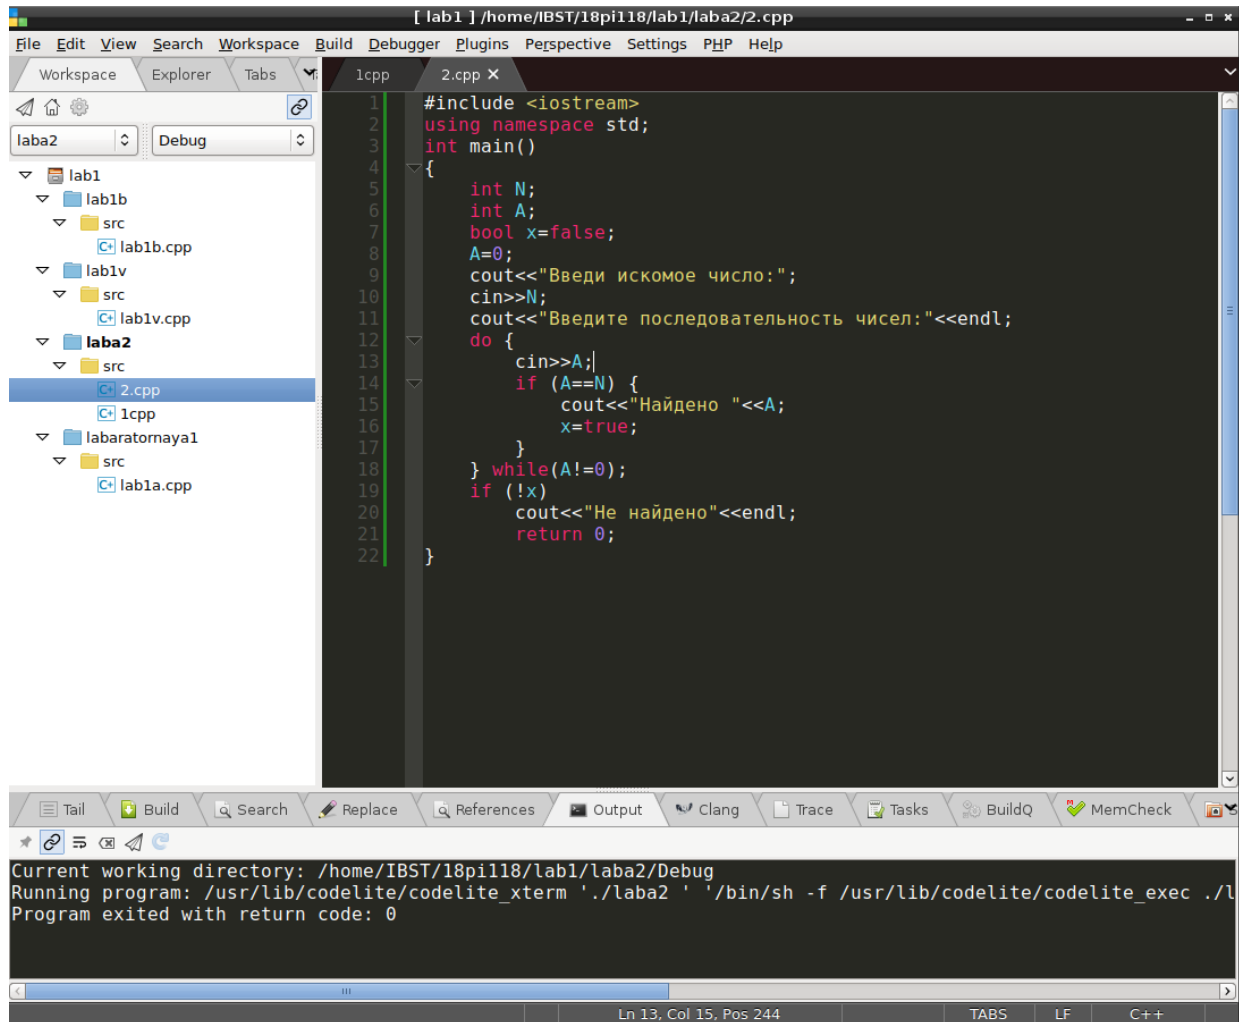 [ lab1 ] /home/IBST/18pi118/lab1/laba2/2.cpp
File Edit View Search Workspace Build Debugger Plugins Perspective Settings PHP Help
Workspace Explorer Tabs
1cpp 2.cpp
laba2 Debug
lab1
lab1b
src
lab1b.cpp
lab1v
src
lab1v.cpp
laba2
src
2.cpp
1cpp
labaratornaya1
src
lab1a.cpp
1 #include <iostream>
2 using namespace std;
3 int main()
4 {
5 int N;
6 int A;
7 bool x=false;
8 A=0;
9 cout<<"Введи искомое число:";
10 cin>>N;
11 cout<<"Введите последовательность чисел:"<<endl;
12 do {
13 cin>>A;
14 if (A==N) {
15 cout<<"Найдено "<<A;
16 x=true;
17 }
18 } while(A!=0);
19 if (!x)
20 cout<<"Не найдено"<<endl;
21 return 0;
22 }
Tail Build Search Replace References Output Clang Trace Tasks BuildQ MemCheck
Current working directory: /home/IBST/18pi118/lab1/laba2/Debug
Running program: /usr/lib/codelite/codelite_xterm './laba2 ' '/bin/sh -f /usr/lib/codelite/codelite_exec ./l
Program exited with return code: 0
Ln 13, Col 15, Pos 244 TABS LF C++